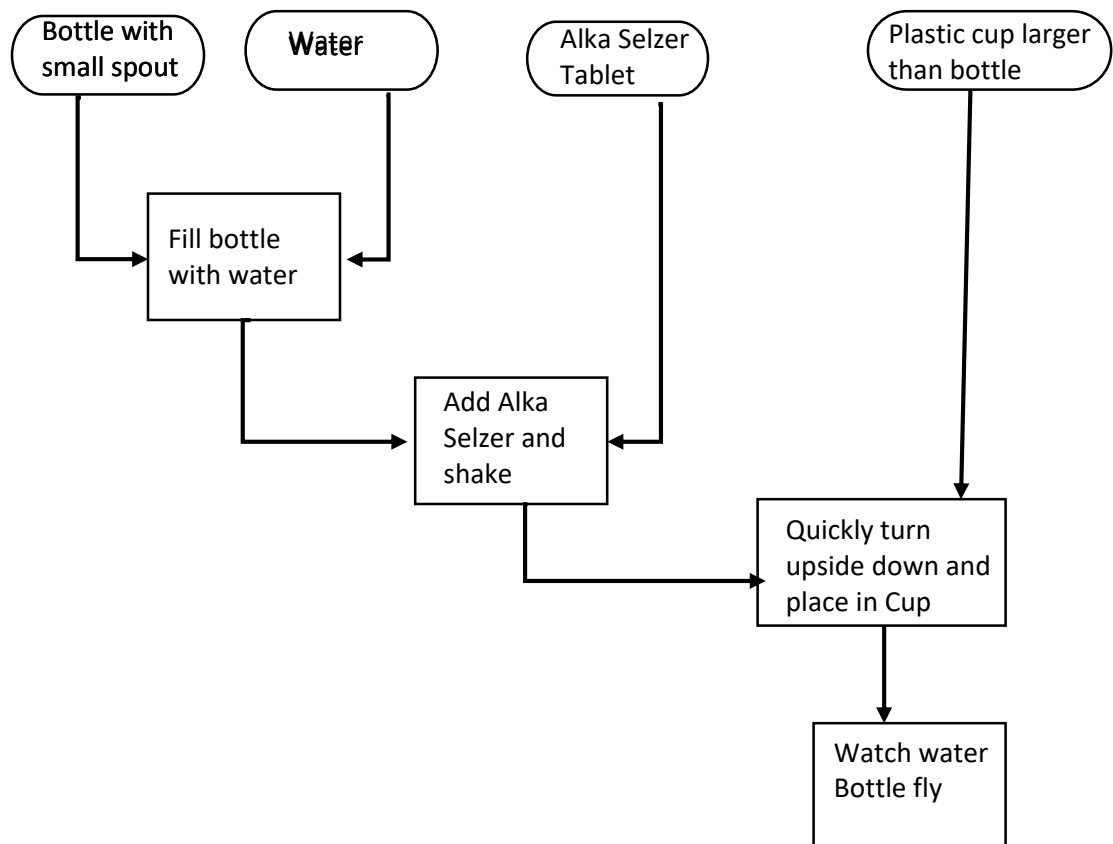 Bottle with
small spout
Water
Alka Selzer
Tablet
Plastic cup larger
than bottle
Fill bottle
with water
Add Alka
Selzer and
shake
Quickly turn
upside down and
place in Cup
Watch water
Bottle fly